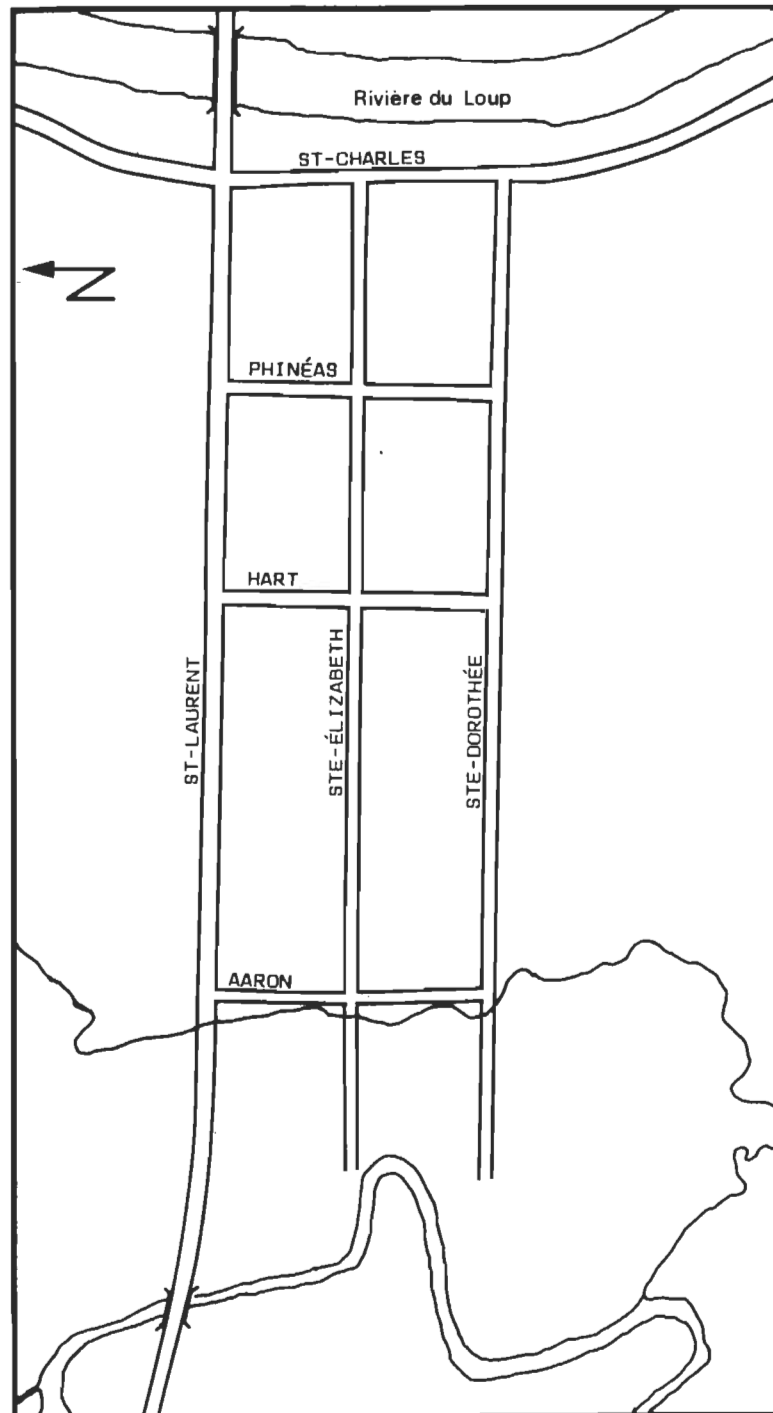 Rivière du Loup
ST-CHARLES
N
PHINÉAS
HART
ST-LAURENT
STE-ÉLIZABETH
STE-DOROTHÉE
AARON